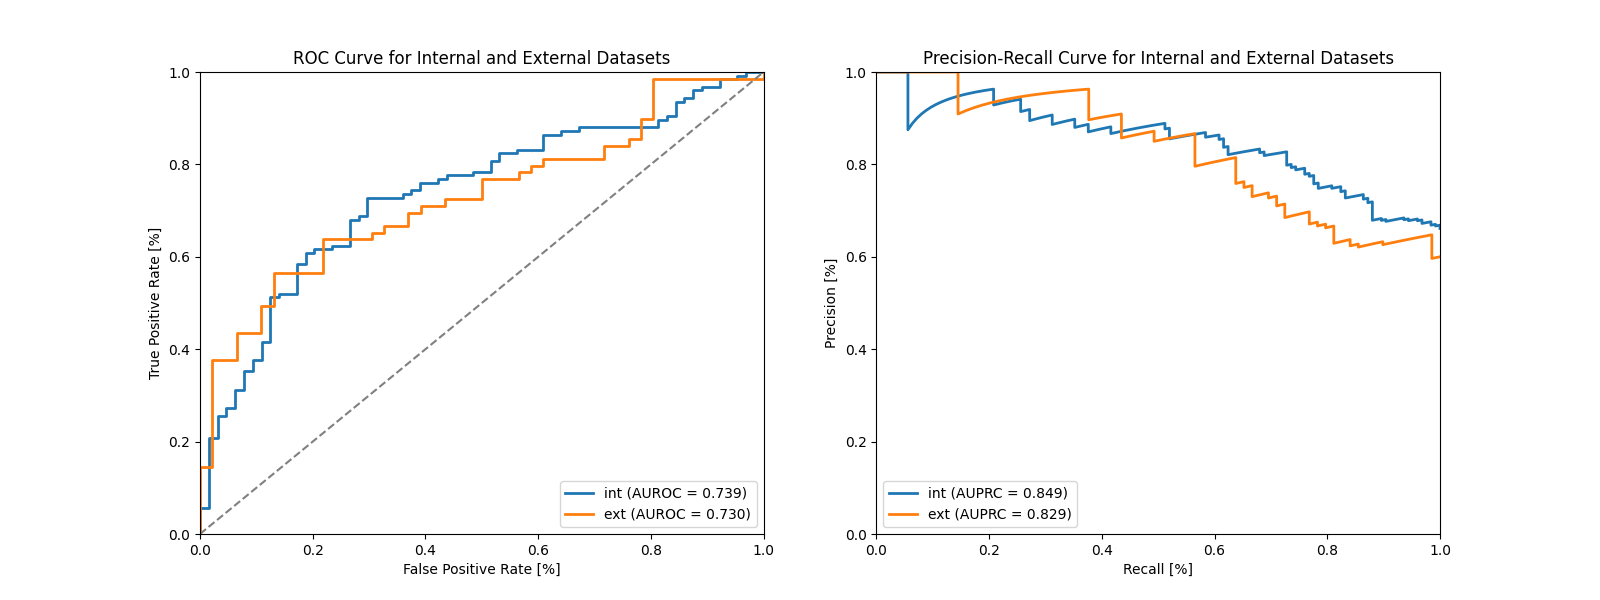 ROC Curve for Internal and External Datasets
True Positive Rate [%]
1.0
0.8
0.6
0.4
0.2
0.0
int (AUROC = 0.739)
ext (AUROC = 0.730)
0.0 0.2 0.4 0.6 0.8 1.0
False Positive Rate [%]
Precision-Recall Curve for Internal and External Datasets
Precision [%]
1.0
0.8
0.6
0.4
0.2
0.0
int (AUPRC = 0.849)
ext (AUPRC = 0.829)
0.0 0.2 0.4 0.6 0.8 1.0
Recall [%]